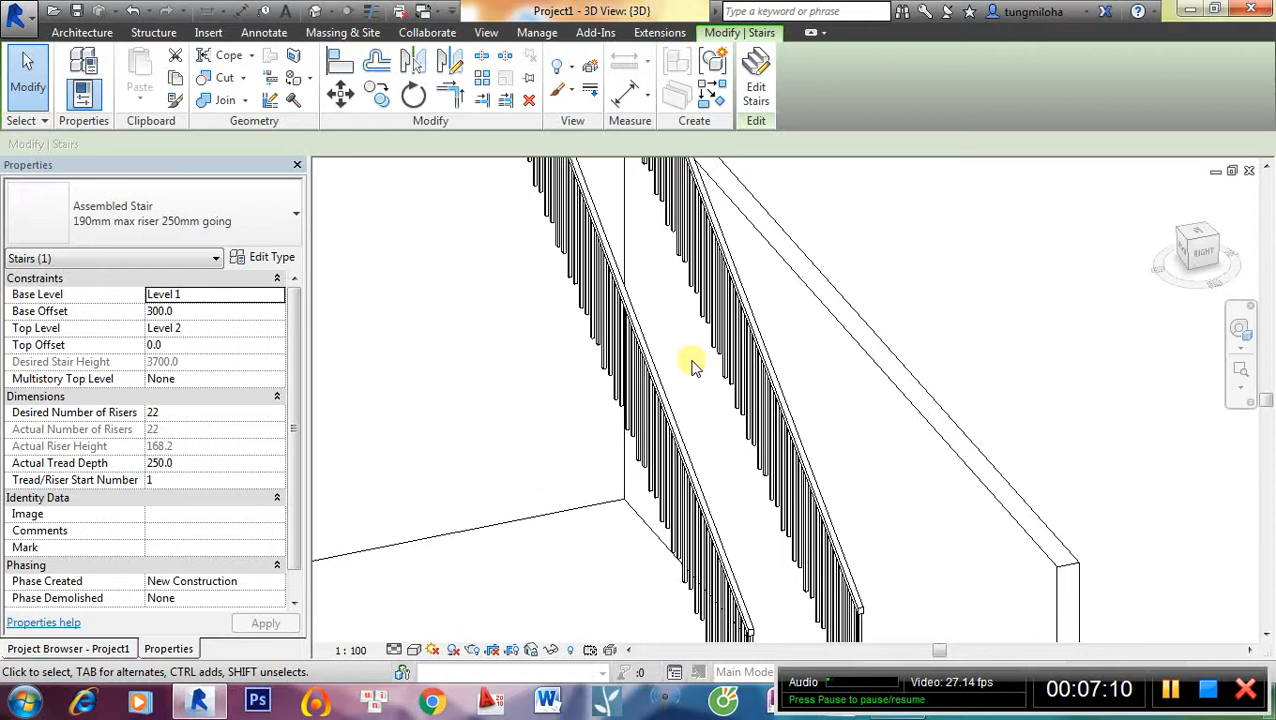 Project1 - 3D View: {3D}
Type a keyword or phrase
tungmiloha
Structure
Insert
Annotate
Massing & Site
Collaborate
View
Manage
Add-Ins
Extensions
Modify | Stairs
Modify
Paste
Cope
Cut
Join
Edit
Stairs
Select
Properties
Clipboard
Geometry
Modify
View
Measure
Create
Edit
Modify | Stairs
Properties
Assembled Stair
190mm max riser 250mm going
Stairs (1)
Edit Type
Constraints
Base Level Level 1
Base Offset 300.0
Top Level Level 2
Top Offset 0.0
Desired Stair Height 3700.0
Multistory Top Level None
Dimensions
Desired Number of Risers 22
Actual Number of Risers 22
Actual Riser Height 168.2
Actual Tread Depth 250.0
Tread/Riser Start Number 1
Identity Data
Image
Comments
Mark
Phasing
Phase Created New Construction
Phase Demolished None
Properties help
Apply
Project Browser - Project1
Properties
RIGHT
1 : 100
Click to select, TAB for alternates, CTRL adds, SHIFT unselects.
:0
Main Mode
Audio
Video: 27.14 fps
Press Pause to pause/resume
00:07:10